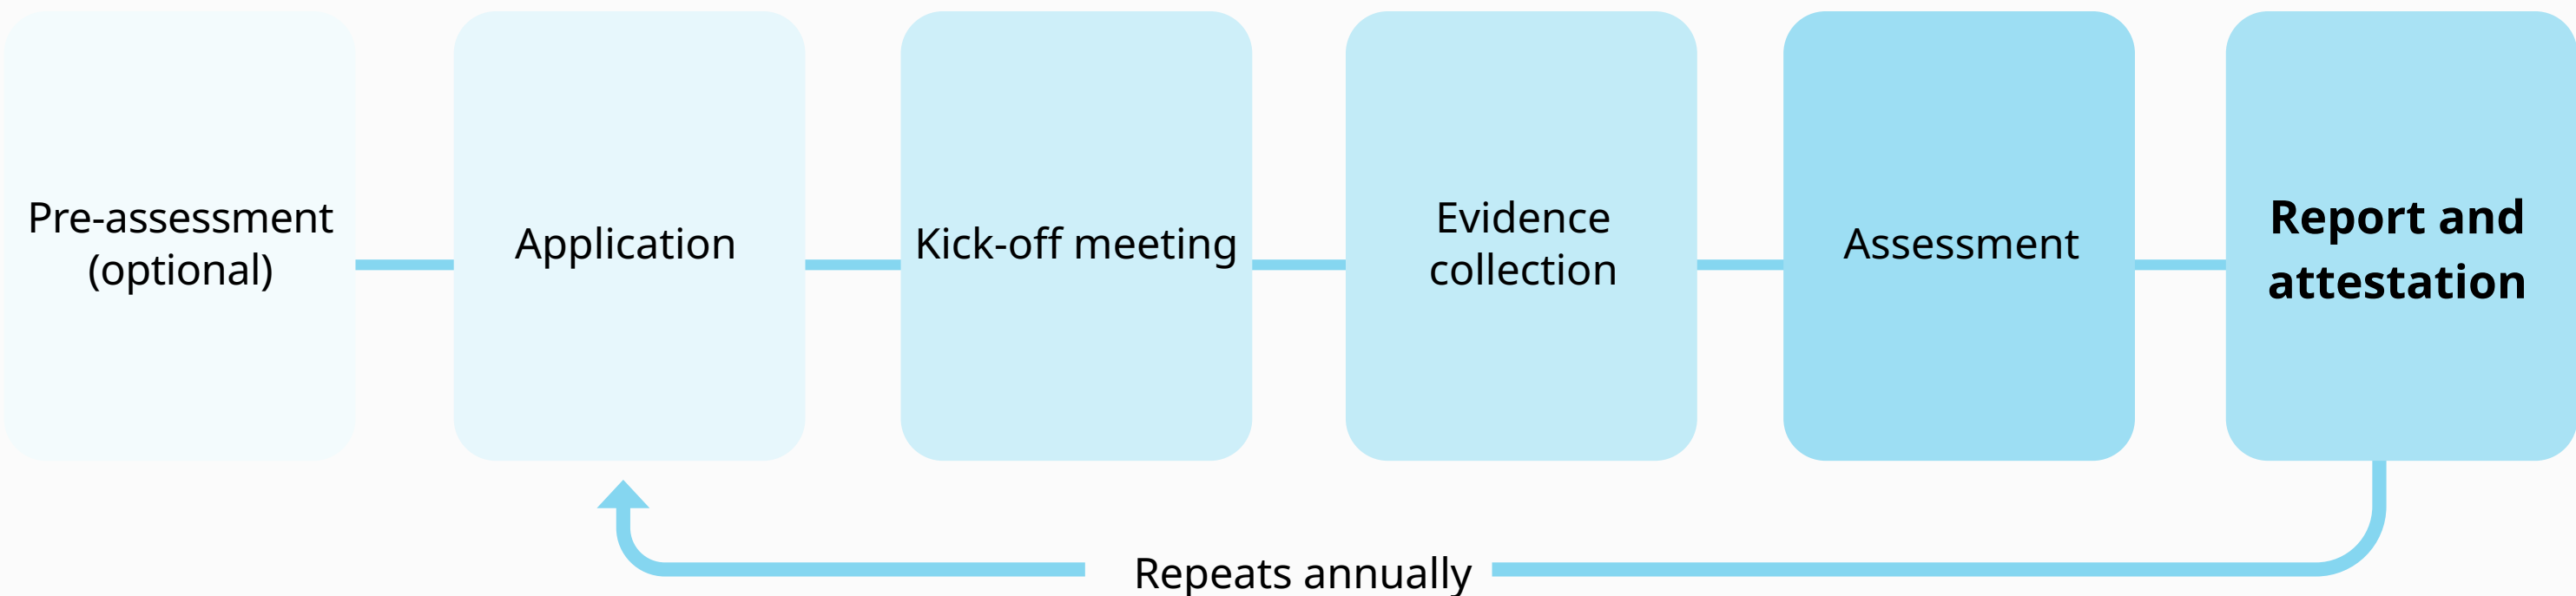 Pre-assessment
(optional)
Application
Kick-off meeting
Evidence
collection
Assessment
Report and
attestation
Repeats annually